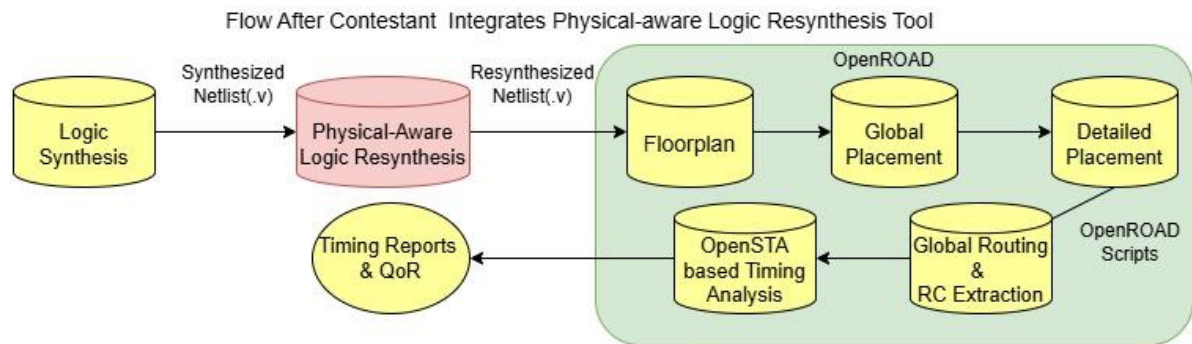 Flow After Contestant Integrates Physical-aware Logic Resynthesis Tool
OpenROAD
Synthesized
Netlist(.v)
Resynthesized
Netlist(.v)
Logic
Synthesis
Physical-Aware
Logic Resynthesis
Floorplan
Global
Placement
Detailed
Placement
OpenROAD
Scripts
Global Routing
&
RC Extraction
OpenSTA
based Timing
Analysis
Timing Reports
& QoR